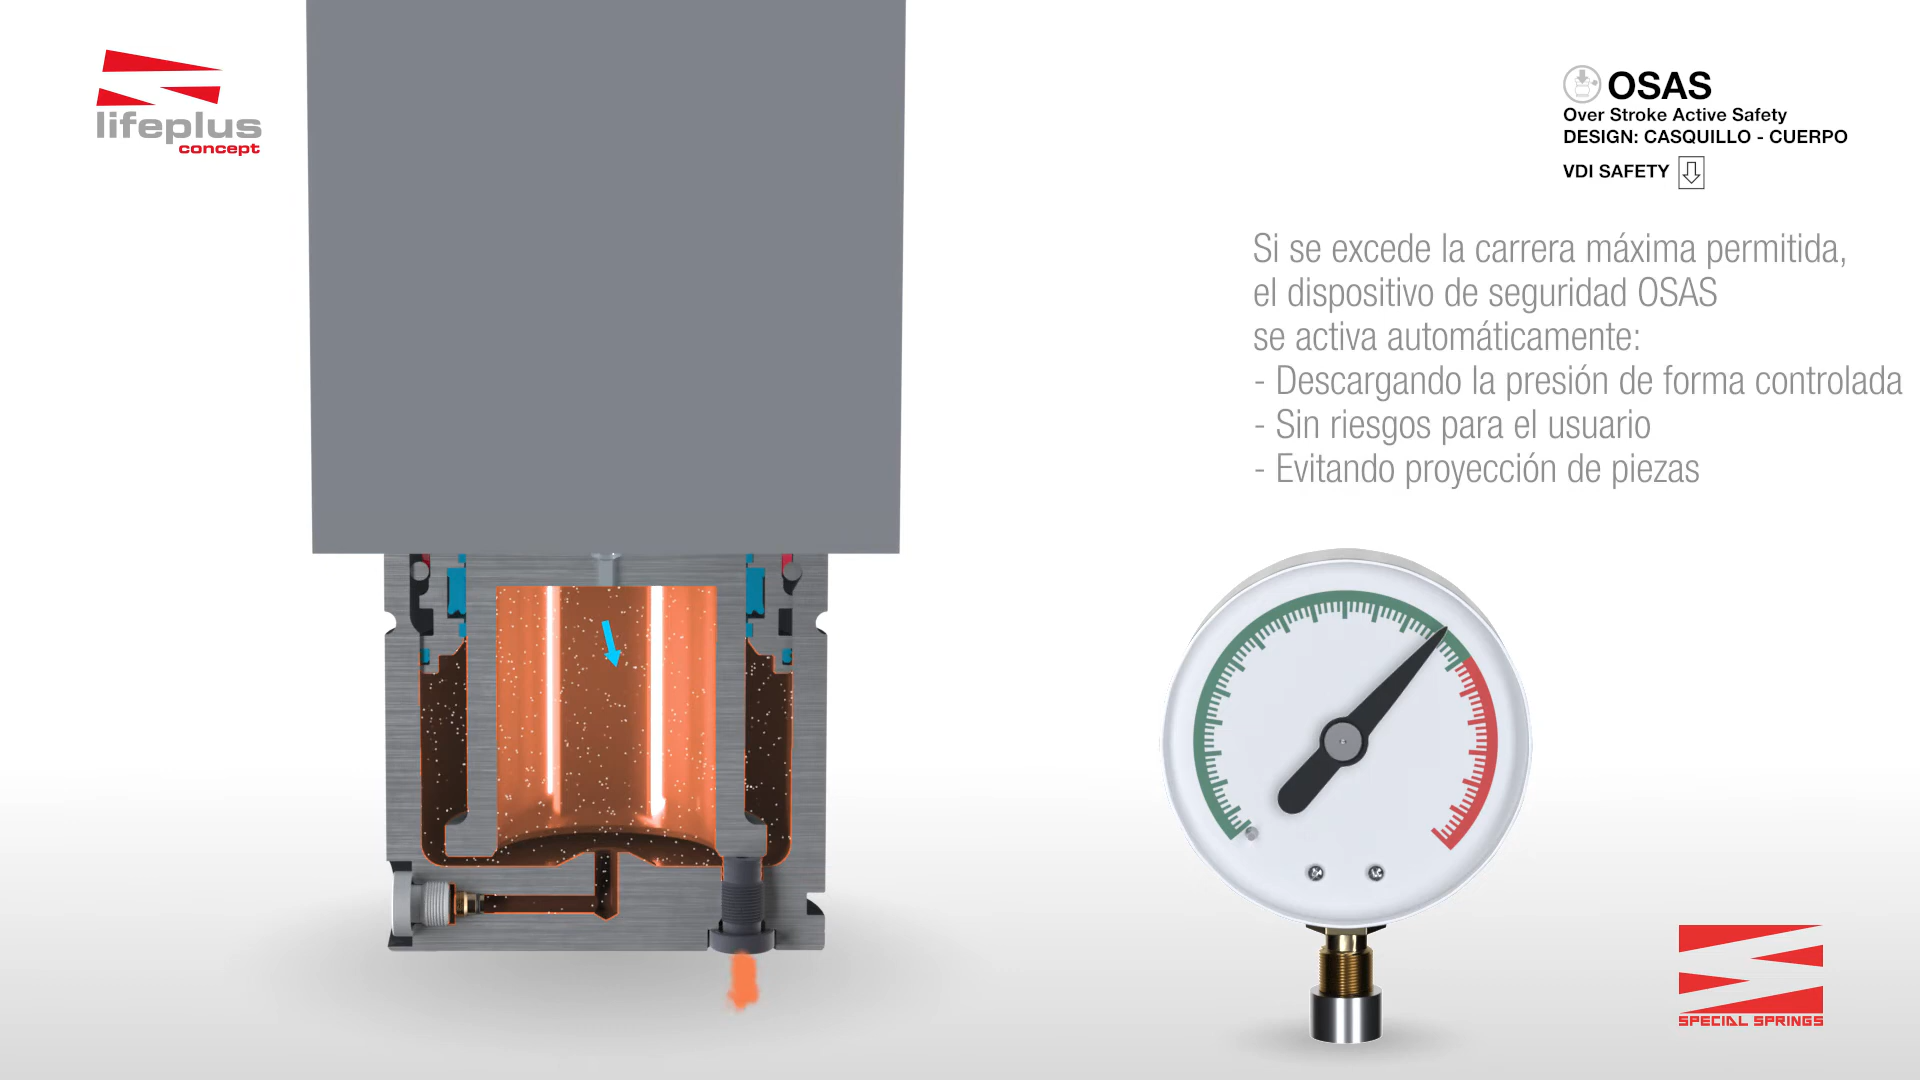 lifeplus
concept
OSAS
Over Stroke Active Safety
DESIGN: CASQUILLO - CUERPO
VDI SAFETY
Si se excede la carrera máxima permitida,
el dispositivo de seguridad OSAS
se activa automáticamente:
- Descargando la presión de forma controlada
- Sin riesgos para el usuario
- Evitando proyección de piezas
SPECIAL SPRINGS